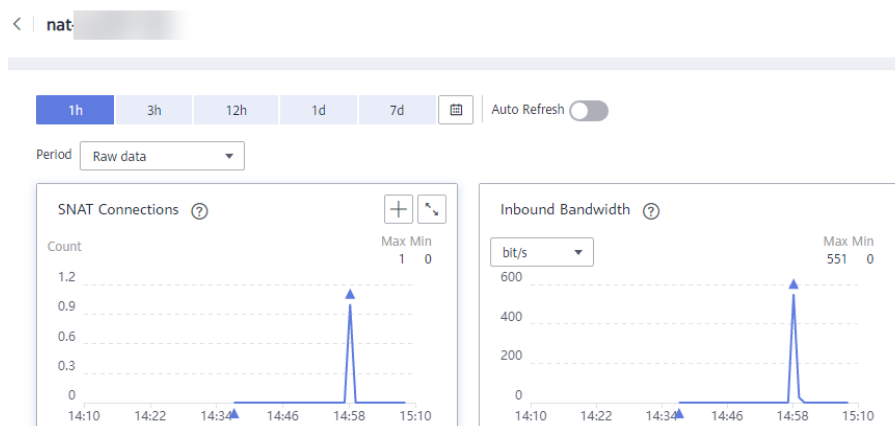 nat-
1h 3h 12h 1d 7d Auto Refresh
Period Raw data
SNAT Connections ?
Count Max Min
1 0
1.2
0.9
0.6
0.3
0
14:10 14:22 14:34 14:46 14:58 15:10
Inbound Bandwidth ?
bit/s Max Min
551 0
600
400
200
0
14:10 14:22 14:34 14:46 14:58 15:10